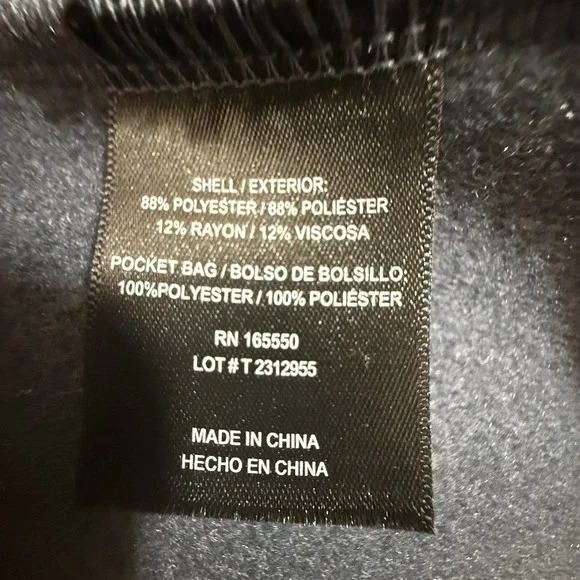 SHELL / EXTERIOR:
88% POLYESTER / 88% POLIÉSTER
12% RAYON / 12% VISCOSA
POCKET BAG / BOLSO DE BOLSILLO:
100%POLYESTER / 100% POLIÉSTER
RN 165550
LOT # T 2312955
MADE IN CHINA
HECHO EN CHINA